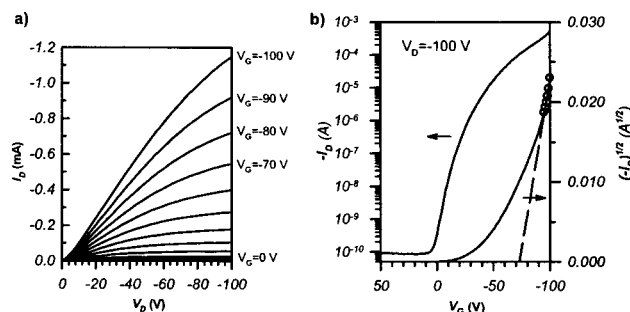 a)
-1.2
-1.0
-0.8
-0.6
-0.4
-0.2
0.0
I_D (mA)
0 -20 -40 -60 -80 -100
V_D (V)
V_G=-100 V
V_G=-90 V
V_G=-80 V
V_G=-70 V
V_G=0 V
b)
10^-3
10^-3
10^-4
10^-5
10^-6
10^-7
10^-8
10^-9
10^-10
-I_D (A)
V_D=-100 V
50 0 -50 -100
V_G (V)
0.030
0.020
0.010
0.000
(-I_D)^1/2 (A^1/2)